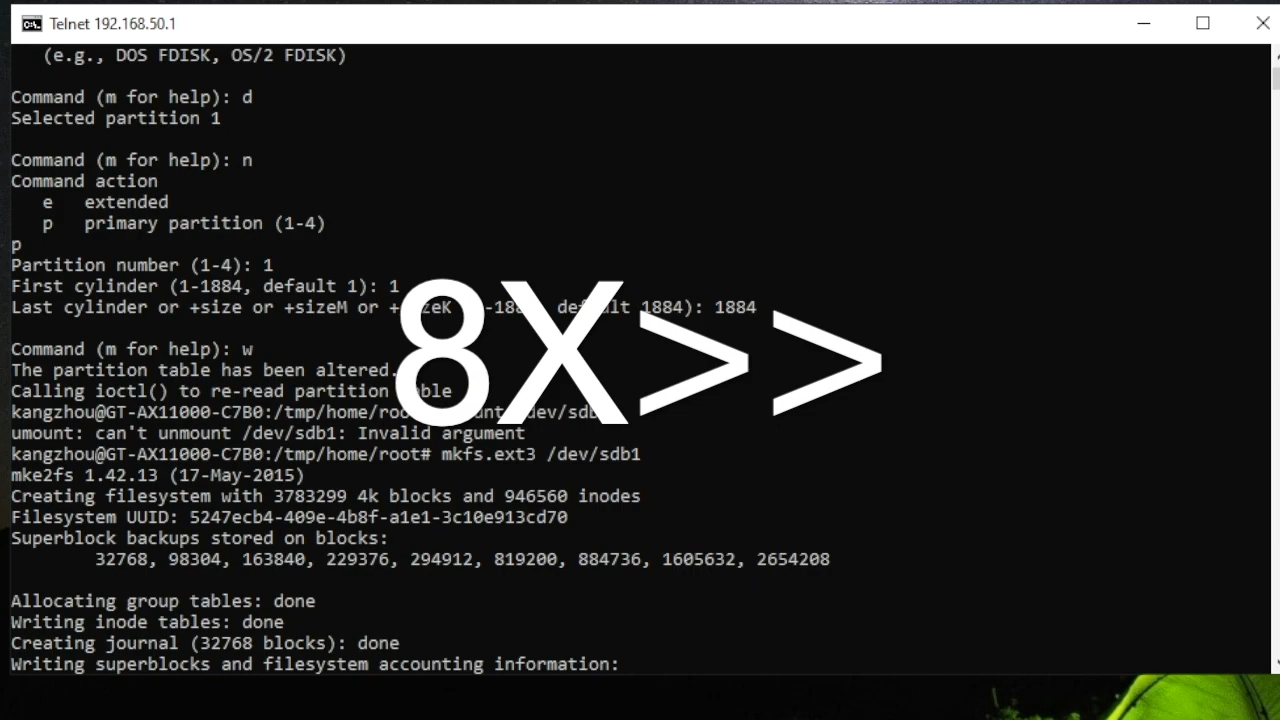 Telnet 192.168.50.1
(e.g., DOS FDISK, OS/2 FDISK)
Command (m for help): d
Selected partition 1
Command (m for help): n
Command action
e extended
p primary partition (1-4)
p
Partition number (1-4): 1
First cylinder (1-1884, default 1): 1
Last cylinder or +size or +sizeM or + 1884): 1884
Command (m for help): w
The partition table has been altered.
Calling ioctl() to re-read partition
kangzhou@GT-AX11000-C7B0:/tmp/home/
umount: can't unmount /dev/sdb1: Invalid argument
kangzhou@GT-AX11000-C7B0:/tmp/home/root# mkfs.ext3 /dev/sdb1
mke2fs 1.42.13 (17-May-2015)
Creating filesystem with 3783299 4k blocks and 946560 inodes
Filesystem UUID: 5247ecb4-409e-4b8f-a1e1-3c10e913cd70
Superblock backups stored on blocks:
32768, 98304, 163840, 229376, 294912, 819200, 884736, 1605632, 2654208
Allocating group tables: done
Writing inode tables: done
Creating journal (32768 blocks): done
Writing superblocks and filesystem accounting information:
8X>>